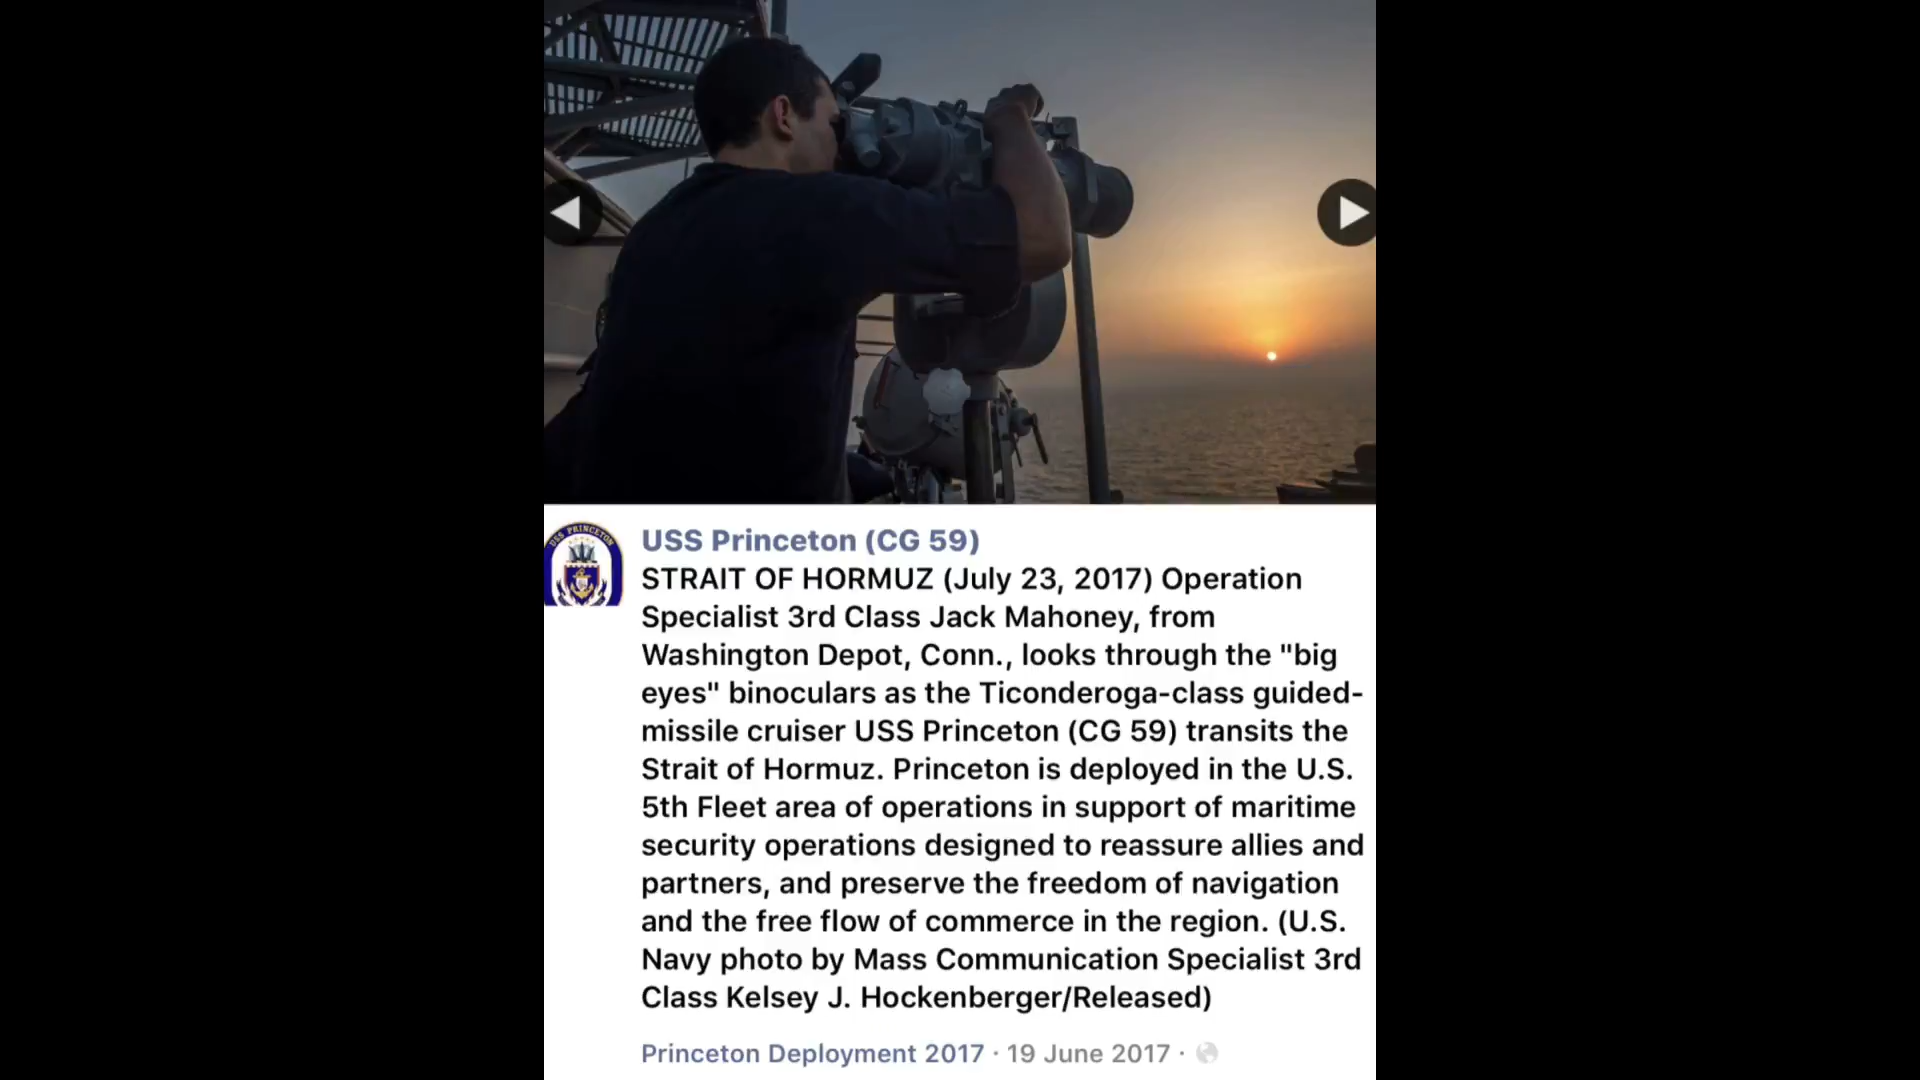 USS PRINCETON
USS Princeton (CG 59)
STRAIT OF HORMUZ (July 23, 2017) Operation
Specialist 3rd Class Jack Mahoney, from
Washington Depot, Conn., looks through the "big
eyes" binoculars as the Ticonderoga-class guided-
missile cruiser USS Princeton (CG 59) transits the
Strait of Hormuz. Princeton is deployed in the U.S.
5th Fleet area of operations in support of maritime
security operations designed to reassure allies and
partners, and preserve the freedom of navigation
and the free flow of commerce in the region. (U.S.
Navy photo by Mass Communication Specialist 3rd
Class Kelsey J. Hockenberger/Released)
Princeton Deployment 2017 · 19 June 2017 ·